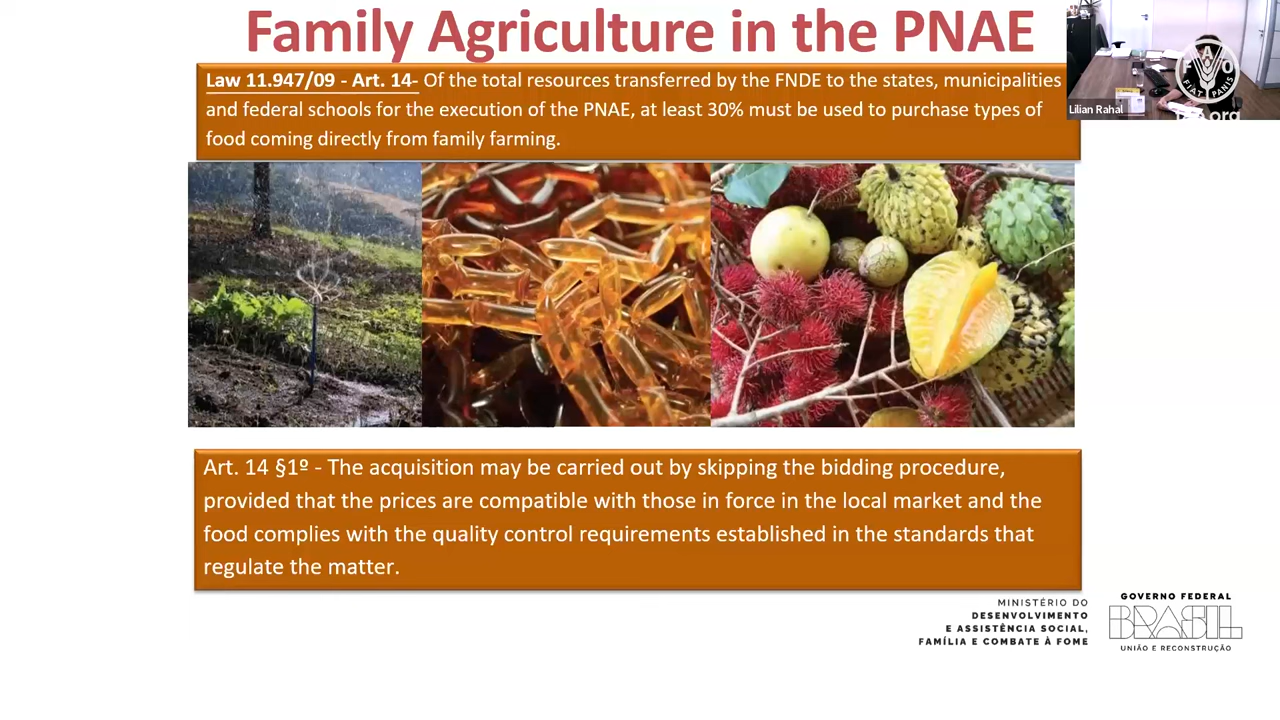 Family Agriculture in the PNAE
Law 11.947/09 - Art. 14- Of the total resources transferred by the FNDE to the states, municipalities
and federal schools for the execution of the PNAE, at least 30% must be used to purchase types of
food coming directly from family farming.
Lilian Rahal
F A O
FIAT PANIS
fao.org
Art. 14 §1º - The acquisition may be carried out by skipping the bidding procedure,
provided that the prices are compatible with those in force in the local market and the
food complies with the quality control requirements established in the standards that
regulate the matter.
MINISTÉRIO DO
DESENVOLVIMENTO
E ASSISTÊNCIA SOCIAL,
FAMÍLIA E COMBATE À FOME
GOVERNO FEDERAL
BRASIL
UNIÃO E RECONSTRUÇÃO